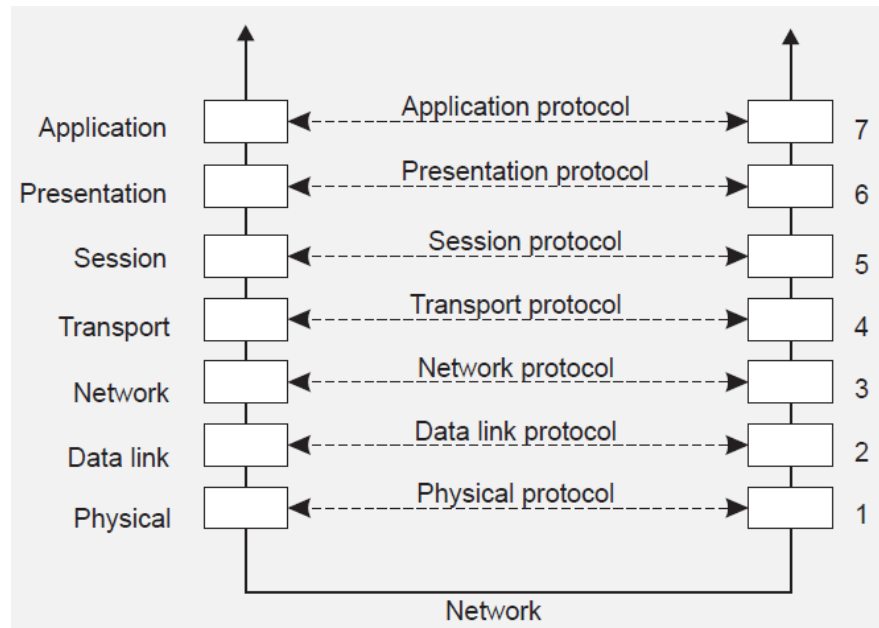 Application Application protocol 7
Presentation Presentation protocol 6
Session Session protocol 5
Transport Transport protocol 4
Network Network protocol 3
Data link Data link protocol 2
Physical Physical protocol 1
Network